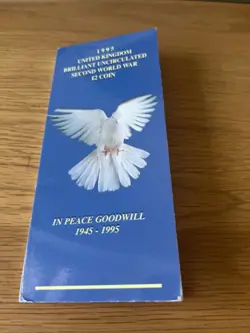 1995
UNITED KINGDOM
BRILLIANT UNCIRCULATED
SECOND WORLD WAR
£2 COIN
IN PEACE GOODWILL
1945 - 1995